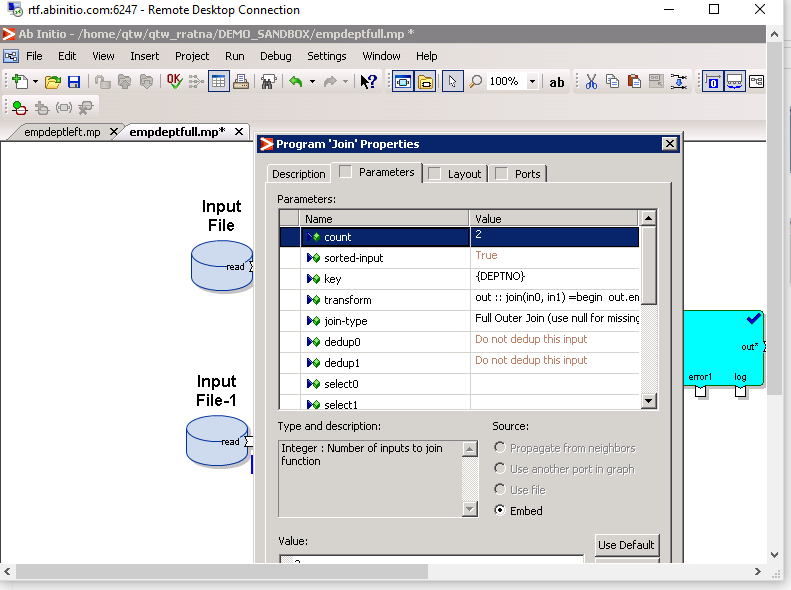 rtf.abinitio.com:6247 - Remote Desktop Connection
Ab Initio - /home/qtw/qtw_rratna/DEMO_SANDBOX/empdeptfull.mp *
File Edit View Insert Project Run Debug Settings Window Help
OK 100% ab
empdeptleft.mp empdeptfull.mp*
Program 'Join' Properties
Description Parameters Layout Ports
Parameters:
Name Value
count 2
sorted-input True
key {DEPTNO}
transform out :: join(in0, in1) =begin out.en
join-type Full Outer Join (use null for missing
dedup0 Do not dedup this input
dedup1 Do not dedup this input
select0
select1
Input
File
read
Input
File-1
read
out*
error1 log
Type and description:
Integer : Number of inputs to join
function
Source:
Propagate from neighbors
Use another port in graph
Use file
Embed
Value:
2
Use Default